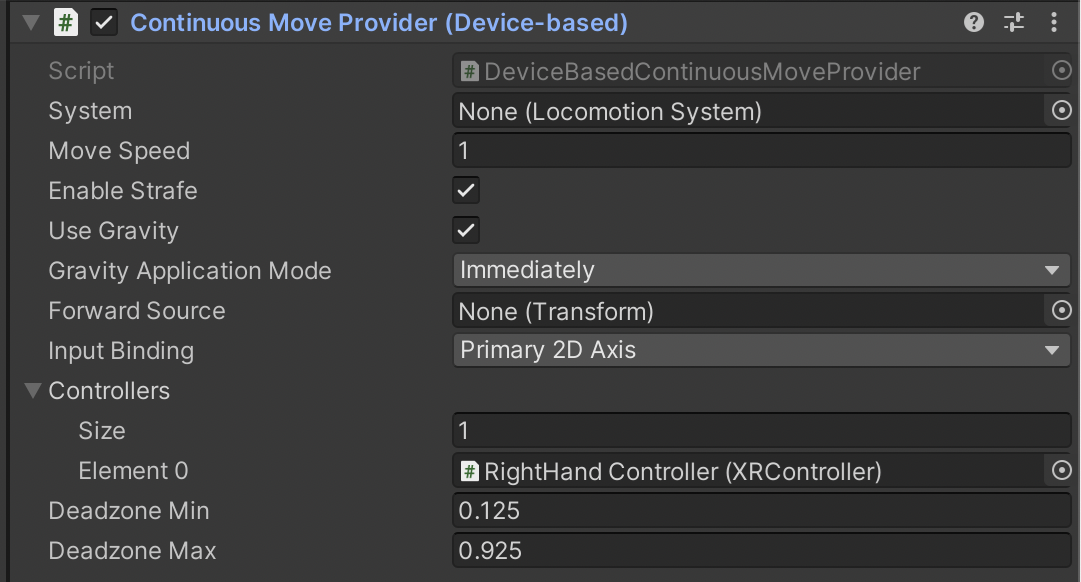 Continuous Move Provider (Device-based)
Script DeviceBasedContinuousMoveProvider
System None (Locomotion System)
Move Speed 1
Enable Strafe
Use Gravity
Gravity Application Mode Immediately
Forward Source None (Transform)
Input Binding Primary 2D Axis
Controllers
Size 1
Element 0 RightHand Controller (XRController)
Deadzone Min 0.125
Deadzone Max 0.925